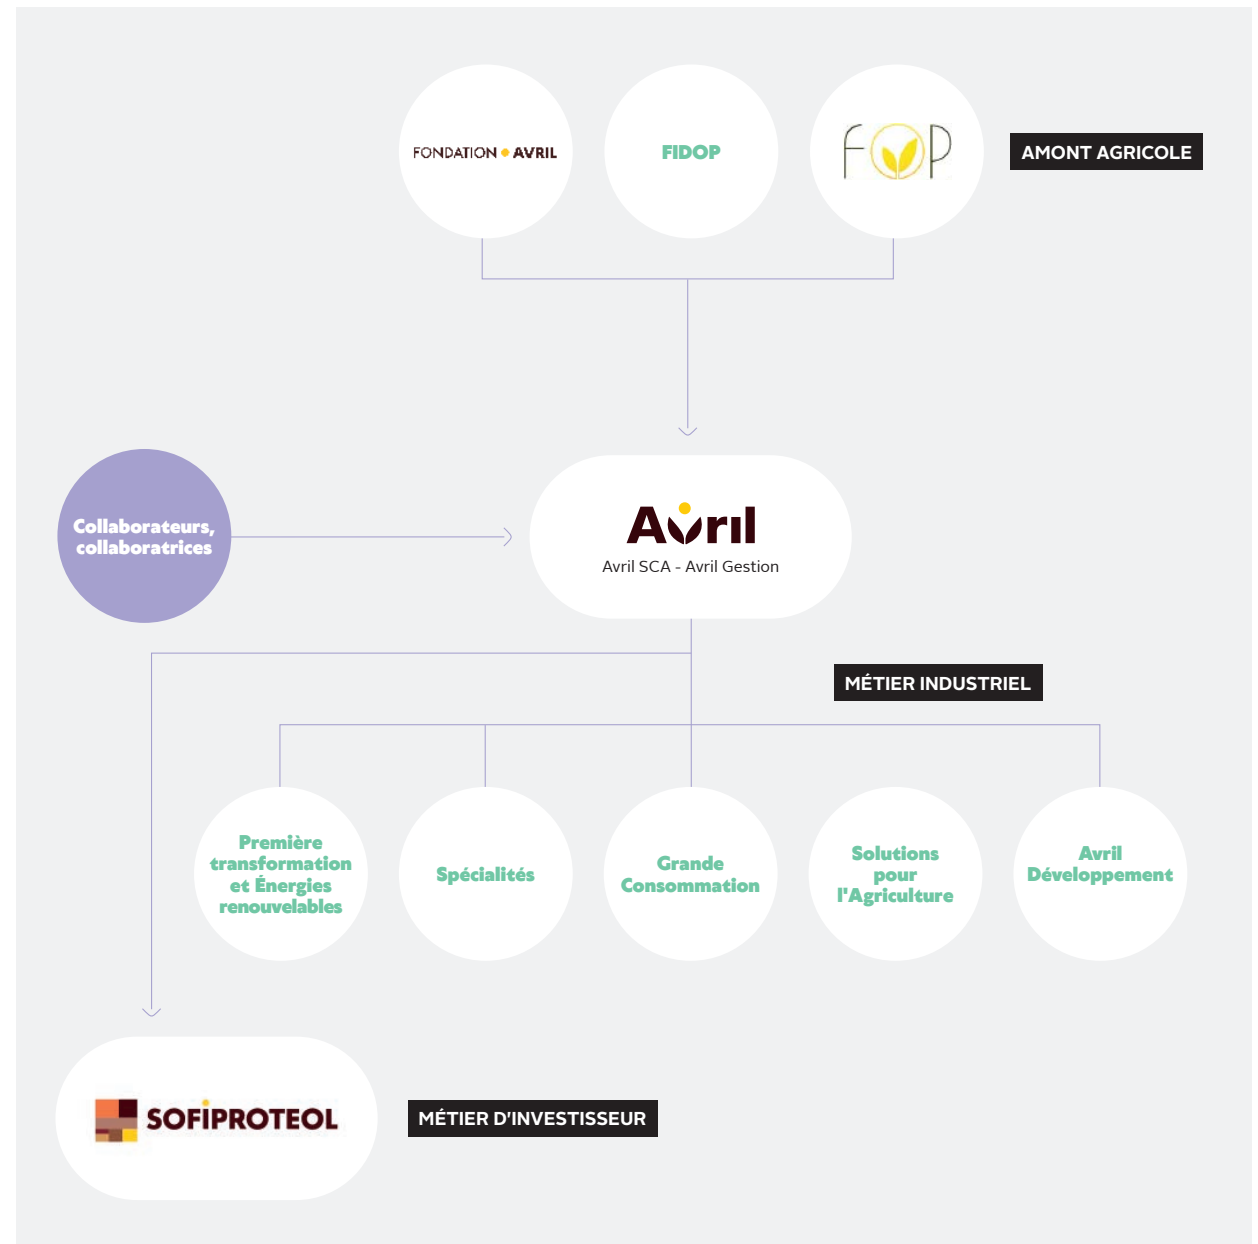 FONDATION AVRIL
FIDOP
FOP
AMONT AGRICOLE
Collaborateurs,
collaboratrices
Avril
Avril SCA - Avril Gestion
MÉTIER INDUSTRIEL
Première
transformation
et Énergies
renouvelables
Spécialités
Grande
Consommation
Solutions
pour
l'Agriculture
Avril
Développement
SOFIPROTEOL
MÉTIER D'INVESTISSEUR